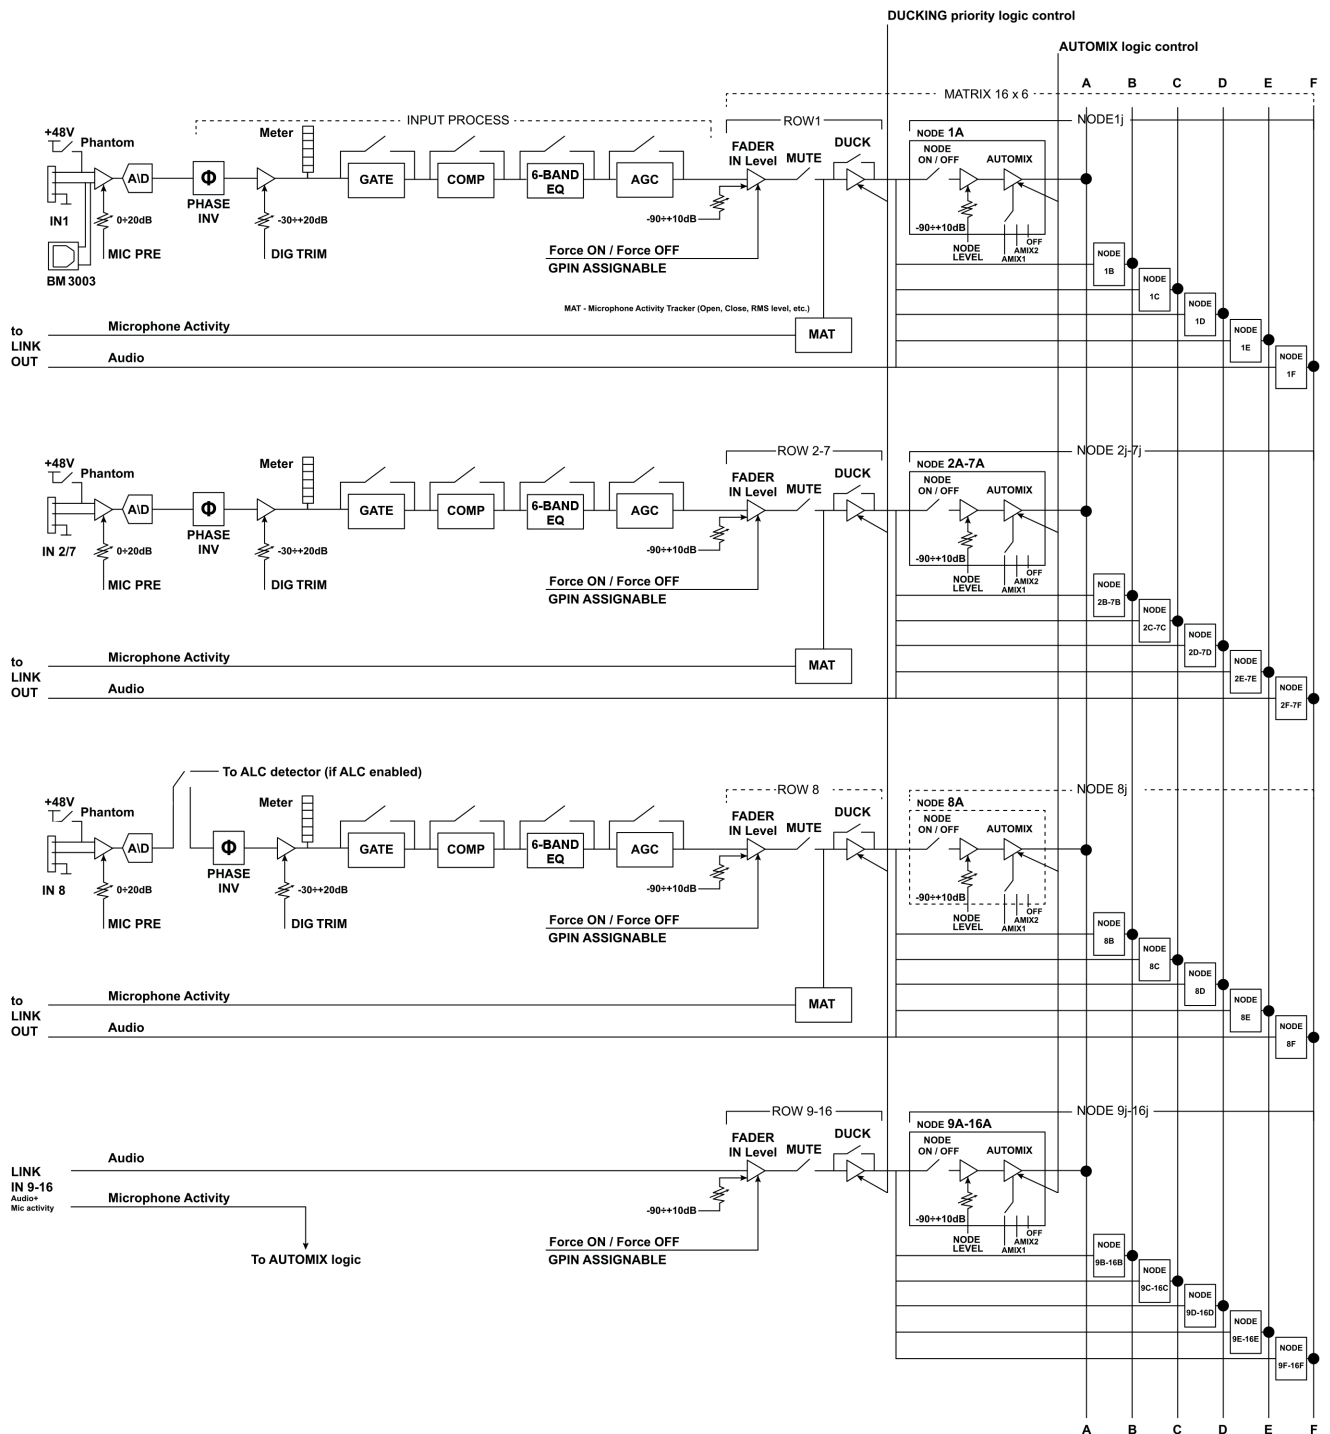 DUCKING priority logic control
AUTOMIX logic control
A B C D E F
MATRIX 16 x 6
INPUT PROCESS
ROW1
NODE1j
+48V
Phantom
Meter
FADER
IN Level
MUTE
DUCK
NODE 1A
NODE
ON / OFF
AUTOMIX
A\D
Φ
GATE
COMP
6-BAND
EQ
AGC
PHASE
INV
IN1
0÷20dB
-30÷+20dB
-90÷+10dB
-90÷+10dB
MIC PRE
DIG TRIM
NODE
LEVEL
AMIX1
AMIX2
OFF
BM 3003
Force ON / Force OFF
GPIN ASSIGNABLE
NODE
1B
NODE
1C
NODE
1D
NODE
1E
NODE
1F
MAT - Microphone Activity Tracker (Open, Close, RMS level, etc.)
to
LINK
OUT
Microphone Activity
MAT
Audio
ROW 2-7
NODE 2j-7j
+48V
Phantom
Meter
FADER
IN Level
MUTE
DUCK
NODE 2A-7A
NODE
ON / OFF
AUTOMIX
A\D
Φ
GATE
COMP
6-BAND
EQ
AGC
PHASE
INV
IN 2/7
0÷20dB
-30÷+20dB
-90÷+10dB
-90÷+10dB
MIC PRE
DIG TRIM
NODE
LEVEL
AMIX1
AMIX2
OFF
Force ON / Force OFF
GPIN ASSIGNABLE
NODE
2B-7B
NODE
2C-7C
NODE
2D-7D
NODE
2E-7E
NODE
2F-7F
to
LINK
OUT
Microphone Activity
MAT
Audio
To ALC detector (if ALC enabled)
ROW 8
NODE 8j
+48V
Phantom
Meter
FADER
IN Level
MUTE
DUCK
NODE 8A
NODE
ON / OFF
AUTOMIX
A\D
Φ
GATE
COMP
6-BAND
EQ
AGC
PHASE
INV
IN 8
0÷20dB
-30÷+20dB
-90÷+10dB
-90÷+10dB
MIC PRE
DIG TRIM
NODE
LEVEL
AMIX1
AMIX2
OFF
Force ON / Force OFF
GPIN ASSIGNABLE
NODE
8B
NODE
8C
NODE
8D
NODE
8E
NODE
8F
to
LINK
OUT
Microphone Activity
MAT
Audio
ROW 9-16
NODE 9j-16j
FADER
IN Level
MUTE
DUCK
NODE 9A-16A
NODE
ON / OFF
AUTOMIX
LINK
IN 9-16
Audio+
Mic activity
Audio
Microphone Activity
To AUTOMIX logic
-90÷+10dB
-90÷+10dB
NODE
LEVEL
AMIX1
AMIX2
OFF
Force ON / Force OFF
GPIN ASSIGNABLE
NODE
9B-16B
NODE
9C-16C
NODE
9D-16D
NODE
9E-16E
NODE
9F-16F
A B C D E F